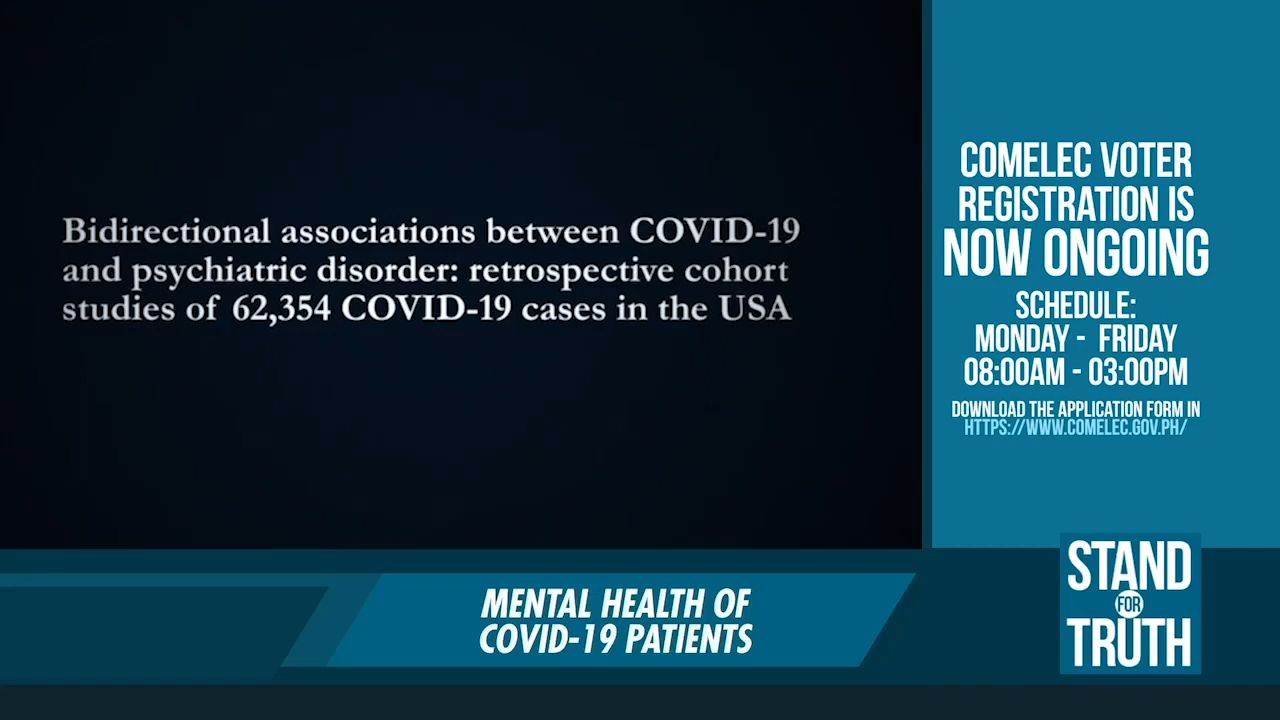 Bidirectional associations between COVID-19
and psychiatric disorder: retrospective cohort
studies of 62,354 COVID-19 cases in the USA
COMELEC VOTER
REGISTRATION IS
NOW ONGOING
SCHEDULE:
MONDAY - FRIDAY
08:00AM - 03:00PM
DOWNLOAD THE APPLICATION FORM IN
HTTPS://WWW.COMELEC.GOV.PH/
MENTAL HEALTH OF
COVID-19 PATIENTS
STAND
FOR
TRUTH